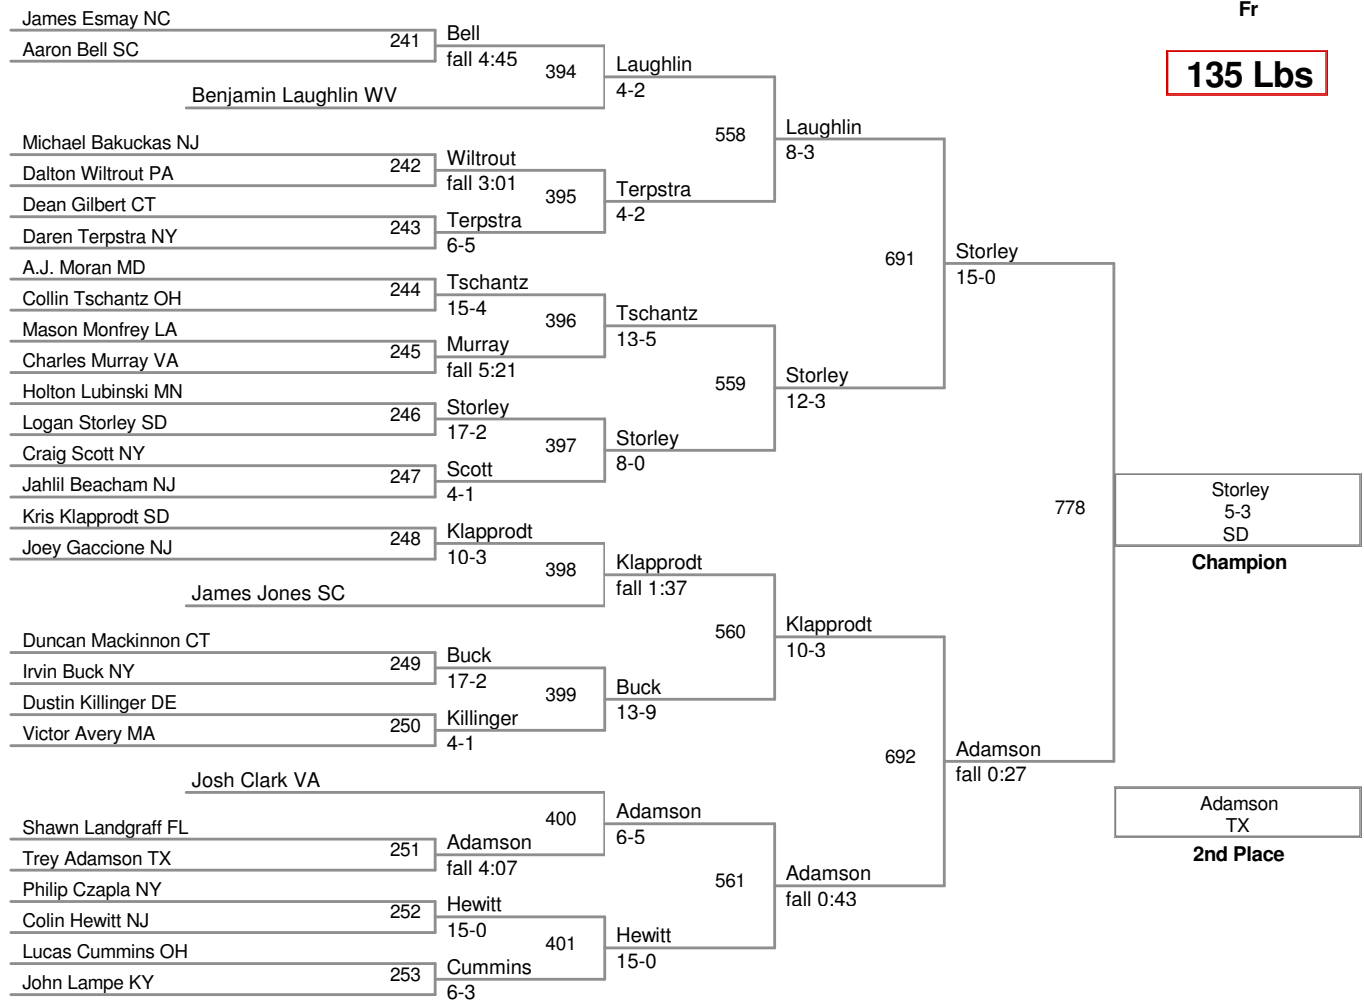 Fr
135 Lbs
James Esmay NC
241
Aaron Bell SC
Bell
fall 4:45
394
Benjamin Laughlin WV
Laughlin
4-2
558
Michael Bakuckas NJ
242
Dalton Wiltrout PA
Wiltrout
fall 3:01
395
Dean Gilbert CT
243
Daren Terpstra NY
Terpstra
6-5
Terpstra
4-2
Laughlin
8-3
691
A.J. Moran MD
244
Collin Tschantz OH
Tschantz
15-4
396
Mason Monfrey LA
245
Charles Murray VA
Murray
fall 5:21
Tschantz
13-5
559
Holton Lubinski MN
246
Logan Storley SD
Storley
17-2
397
Craig Scott NY
247
Jahlil Beacham NJ
Scott
4-1
Storley
8-0
Storley
12-3
Storley
15-0
778
Kris Klapprodt SD
248
Joey Gaccione NJ
Klapprodt
10-3
398
James Jones SC
Klapprodt
fall 1:37
560
Duncan Mackinnon CT
249
Irvin Buck NY
Buck
17-2
399
Dustin Killinger DE
250
Victor Avery MA
Killinger
4-1
Buck
13-9
Klapprodt
10-3
692
Josh Clark VA
400
Shawn Landgraff FL
251
Trey Adamson TX
Adamson
fall 4:07
Adamson
6-5
561
Philip Czapla NY
252
Colin Hewitt NJ
Hewitt
15-0
401
Lucas Cummins OH
253
John Lampe KY
Cummins
6-3
Hewitt
15-0
Adamson
fall 0:43
Adamson
fall 0:27
Storley
5-3
SD
Champion
Adamson
TX
2nd Place